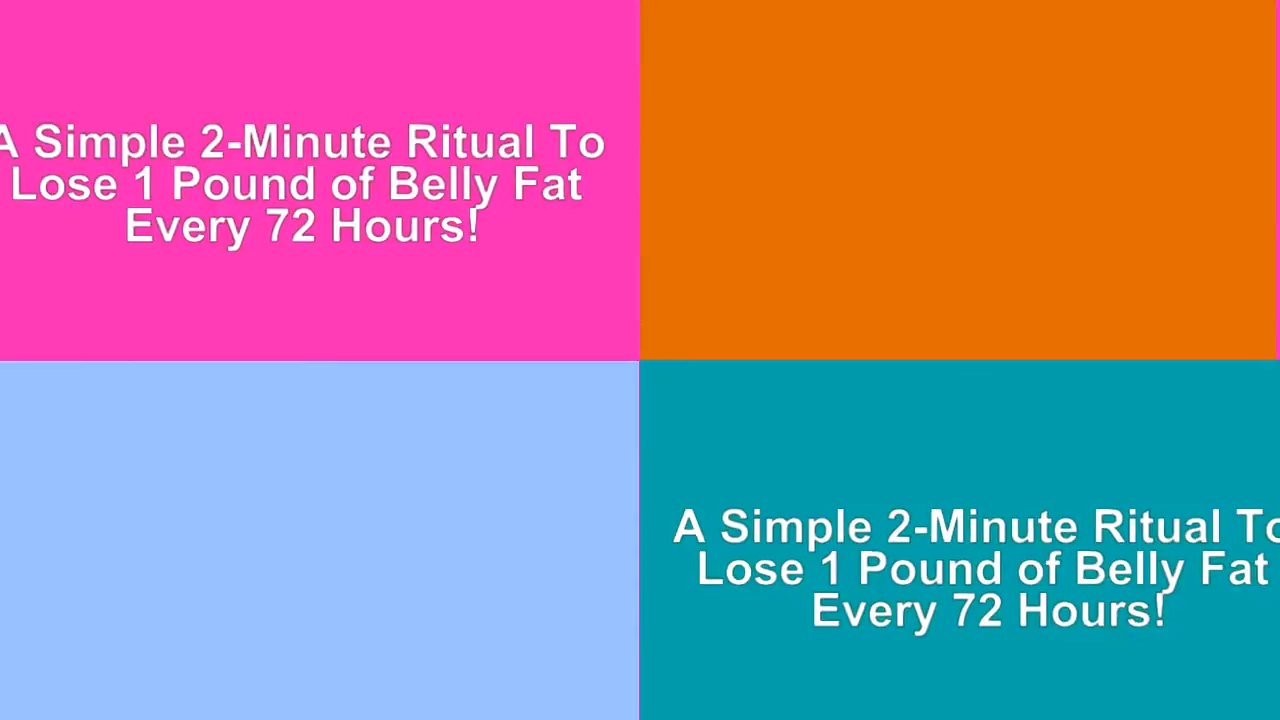 A Simple 2-Minute Ritual To
Lose 1 Pound of Belly Fat
Every 72 Hours!
A Simple 2-Minute Ritual To
Lose 1 Pound of Belly Fat
Every 72 Hours!